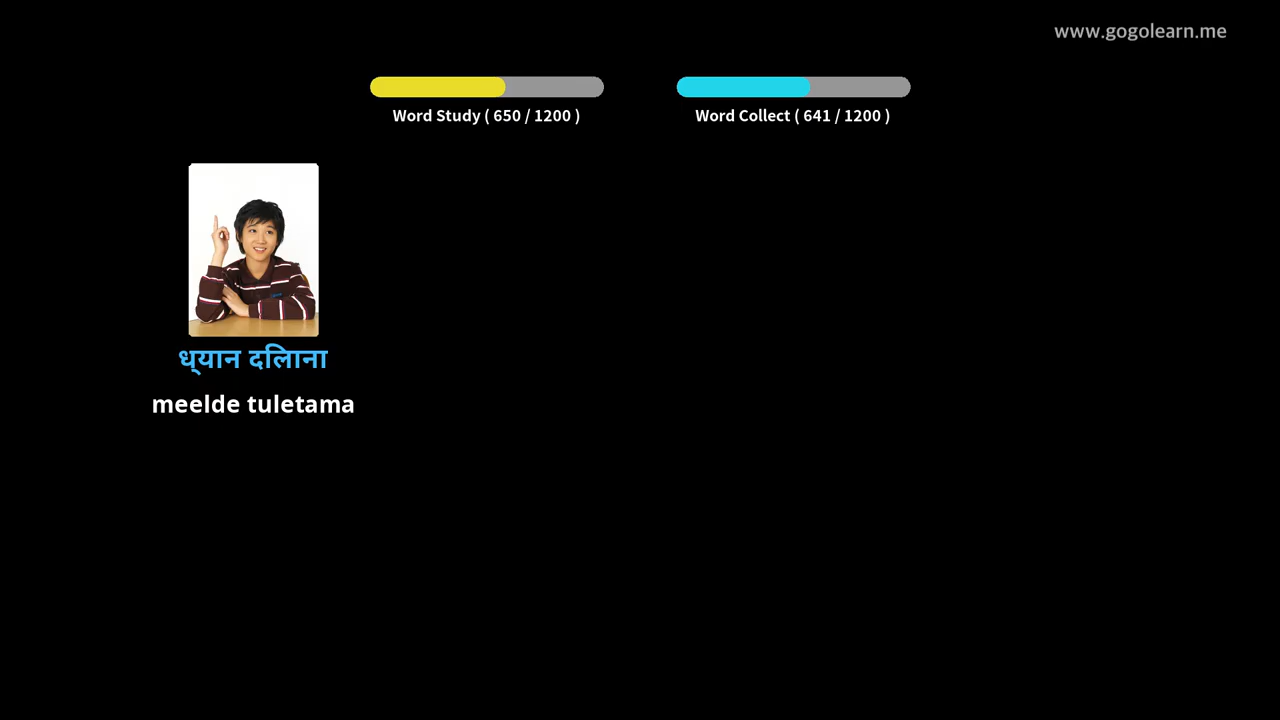 www.gogolearn.me
Word Study ( 650 / 1200 )
Word Collect ( 641 / 1200 )
ध्यान दलिाना
meelde tuletama